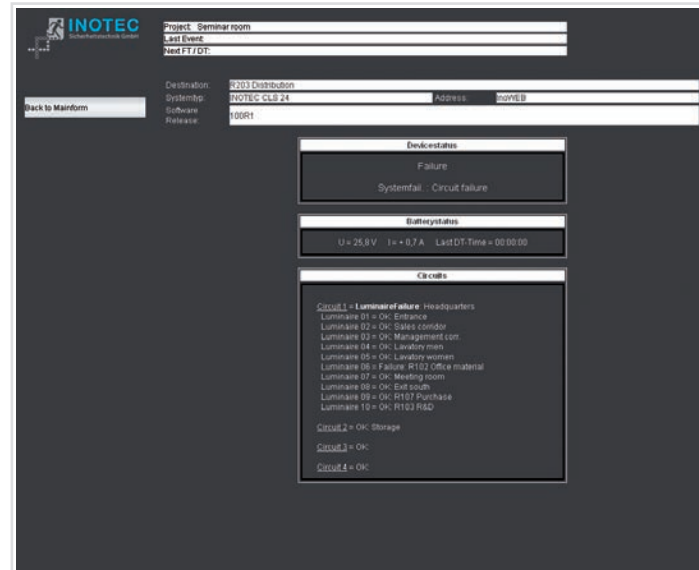 INOTEC
Sicherheitstechnik GmbH
Project: Seminar room
Last Event:
Next FT / DT:
Back to Mainform
Destination: R203 Distribution
Systemtyp: INOTEC CLS 24 Address: InoWEB
Software Release: 100R1
Devicestatus
Failure
Systemfail. : Circuit failure
Batterystatus
U = 25,8 V I = + 0,7 A Last DT-Time = 00:00:00
Circuits
Circuit 1 = LuminaireFailure: Headquarters
Luminaire 01 = OK: Entrance
Luminaire 02 = OK: Sales corridor
Luminaire 03 = OK: Management corr.
Luminaire 04 = OK: Lavatory men
Luminaire 05 = OK: Lavatory women
Luminaire 06 = Failure: R102 Office material
Luminaire 07 = OK: Meeting room
Luminaire 08 = OK: Exit south
Luminaire 09 = OK: R107 Purchase
Luminaire 10 = OK: R103 R&D
Circuit 2 = OK: Storage
Circuit 3 = OK:
Circuit 4 = OK: